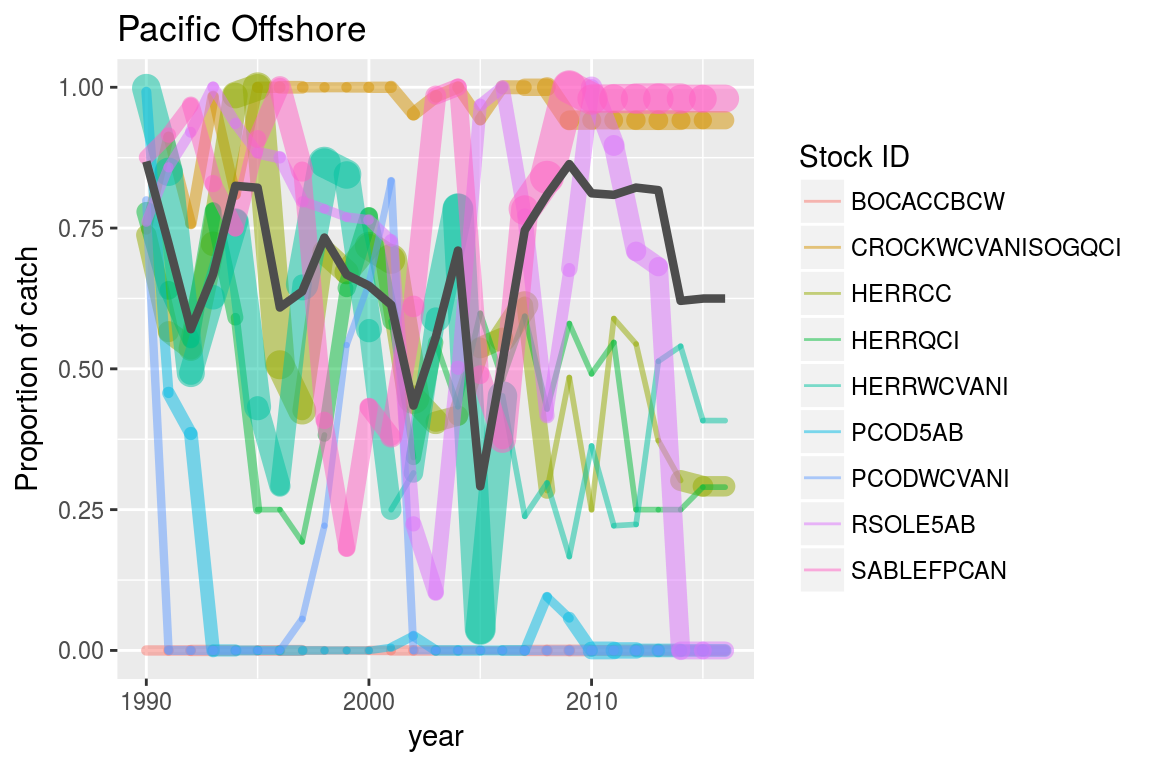 Pacific Offshore
Proportion of catch
1.00
0.75
0.50
0.25
0.00
1990
2000
2010
year
Stock ID
BOCACCBCW
CROCKWCVANISOGQCI
HERRCC
HERRQCI
HERRWCVANI
PCOD5AB
PCODWCVANI
RSOLE5AB
SABLEFPCAN